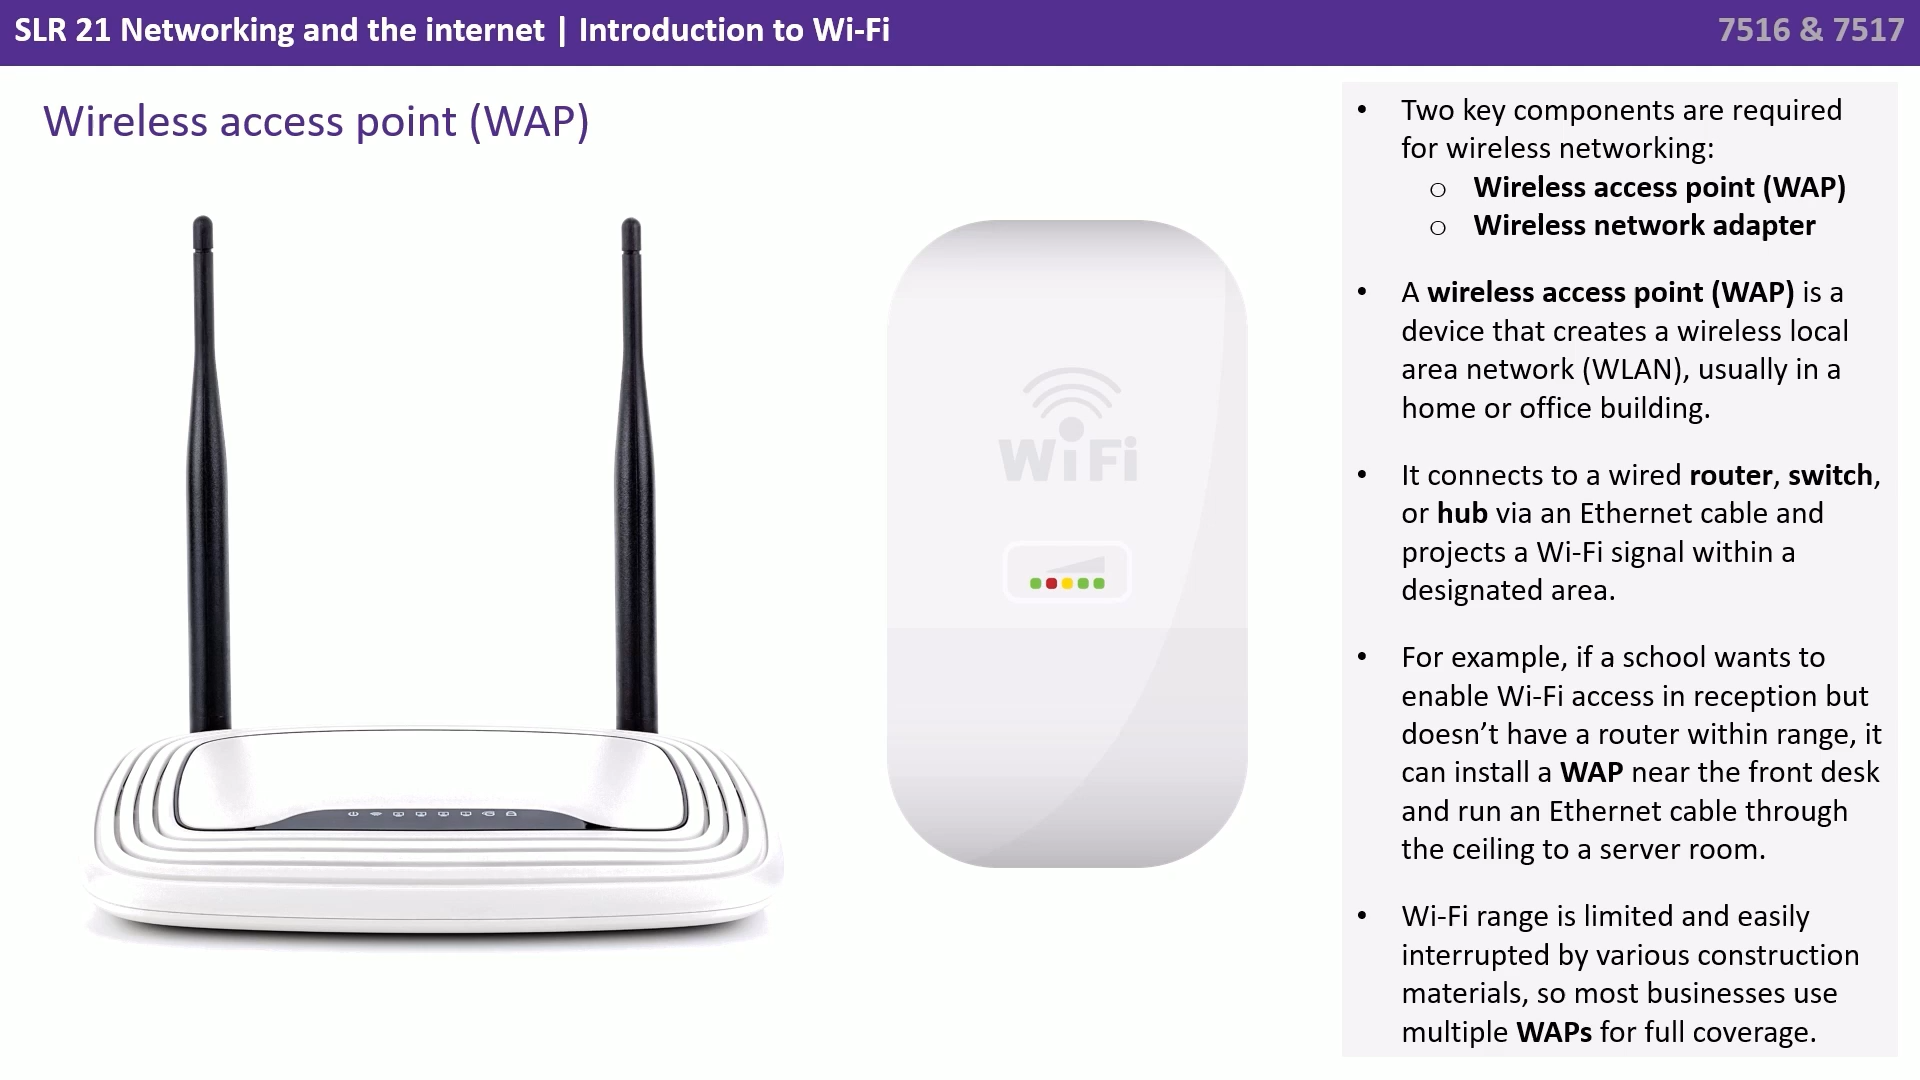 SLR 21 Networking and the internet | Introduction to Wi-Fi
7516 & 7517
Wireless access point (WAP)
WiFi
• Two key components are required
for wireless networking:
o Wireless access point (WAP)
o Wireless network adapter
• A wireless access point (WAP) is a
device that creates a wireless local
area network (WLAN), usually in a
home or office building.
• It connects to a wired router, switch,
or hub via an Ethernet cable and
projects a Wi-Fi signal within a
designated area.
• For example, if a school wants to
enable Wi-Fi access in reception but
doesn’t have a router within range, it
can install a WAP near the front desk
and run an Ethernet cable through
the ceiling to a server room.
• Wi-Fi range is limited and easily
interrupted by various construction
materials, so most businesses use
multiple WAPs for full coverage.